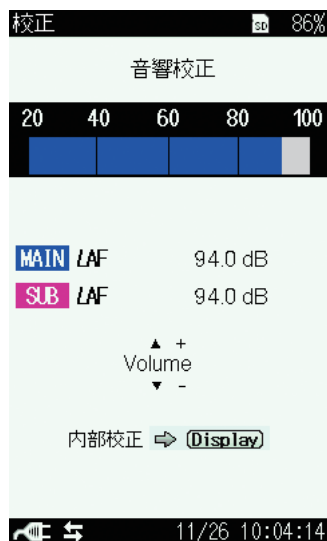 校正 SD 86%
音響校正
20 40 60 80 100
MAIN LAF 94.0 dB
SUB LAF 94.0 dB
▲ +
Volume
▼ -
内部校正 ⇨ Display
11/26 10:04:14